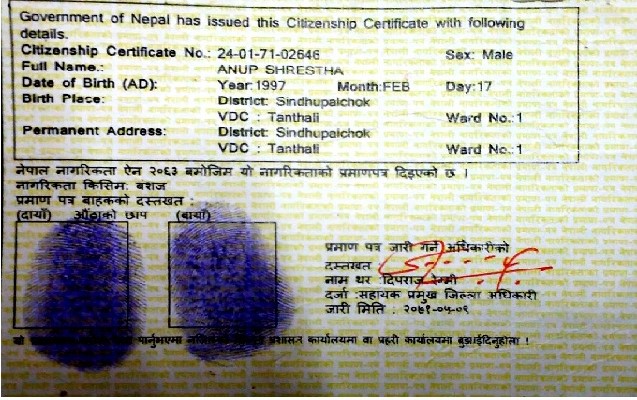 Government of Nepal has issued this Citizenship Certificate with following
details.
Citizenship Certificate No.: 24-01-71-02646 Sex: Male
Full Name.: ANUP SHRESTHA
Date of Birth (AD): Year:1997 Month:FEB Day:17
Birth Place: District: Sindhupalchok
VDC : Tanthali Ward No.:1
Permanent Address: District: Sindhupalchok
VDC : Tanthali Ward No.:1
नेपाल नागरिकता ऐन २०६३ बमोजिम यो नागरिकताको प्रमाणपत्र दिइएको छ ।
नागरिकता किसिम: बंशज
प्रमाण पत्र बाहकको दस्तखत :
(दायाँ) औंठाको छाप (बायाँ)
प्रमाण पत्र जारी गर्ने अधिकारीको
दस्तखत
नाम थर : दिपराज
दर्जा :सहायक प्रमुख जिल्ला अधिकारी
जारी मिति : २०७१-०५-०६
यो पाउनुभएमा प्रशासन कार्यालयमा वा प्रहरी कार्यालयमा बुझाईदिनुहोला !